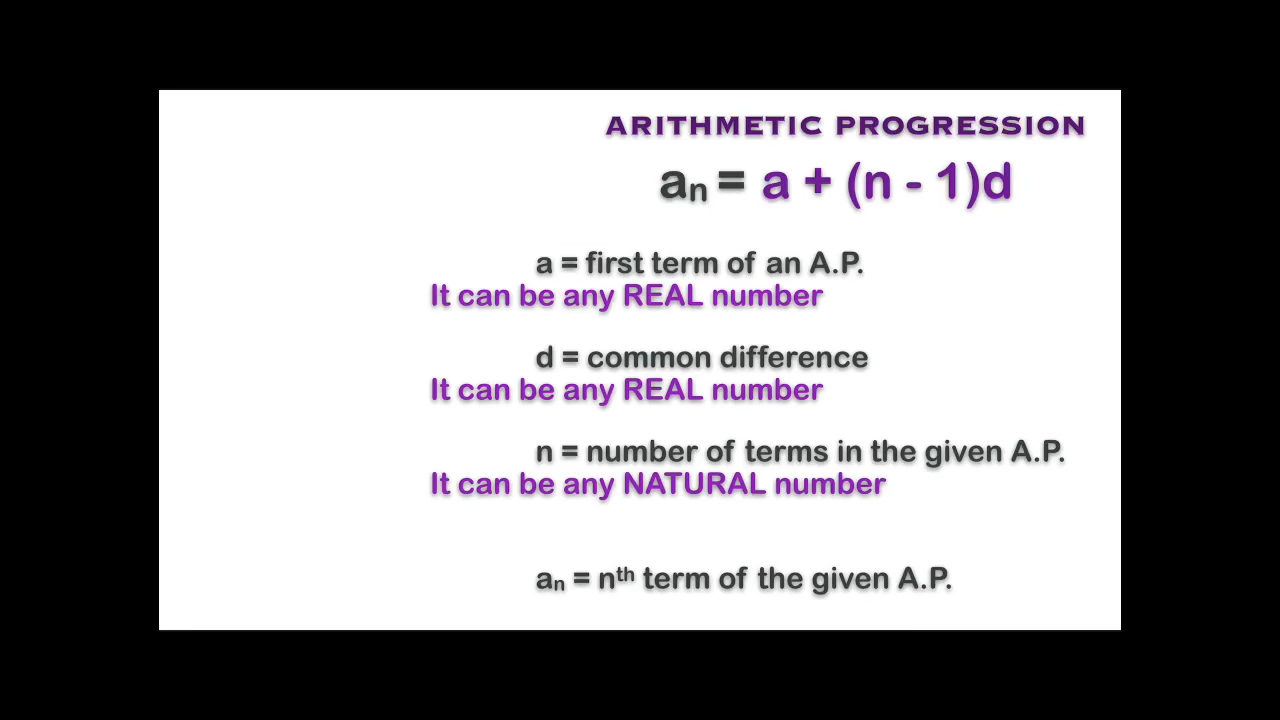 ARITHMETIC PROGRESSION
aₙ = a + (n - 1)d
a = first term of an A.P.
It can be any REAL number
d = common difference
It can be any REAL number
n = number of terms in the given A.P.
It can be any NATURAL number
aₙ = nᵗʰ term of the given A.P.